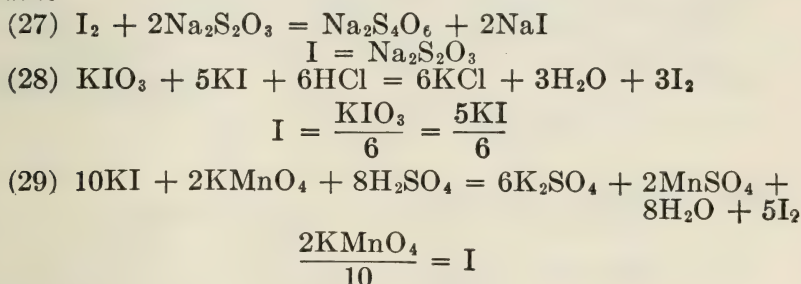 (27) I₂ + 2Na₂S₂O₃ = Na₂S₄O₆ + 2NaI
I = Na₂S₂O₃
(28) KIO₃ + 5KI + 6HCl = 6KCl + 3H₂O + 3I₂
I = KIO₃/6 = 5KI/6
(29) 10KI + 2KMnO₄ + 8H₂SO₄ = 6K₂SO₄ + 2MnSO₄ +
8H₂O + 5I₂
2KMnO₄/10 = I